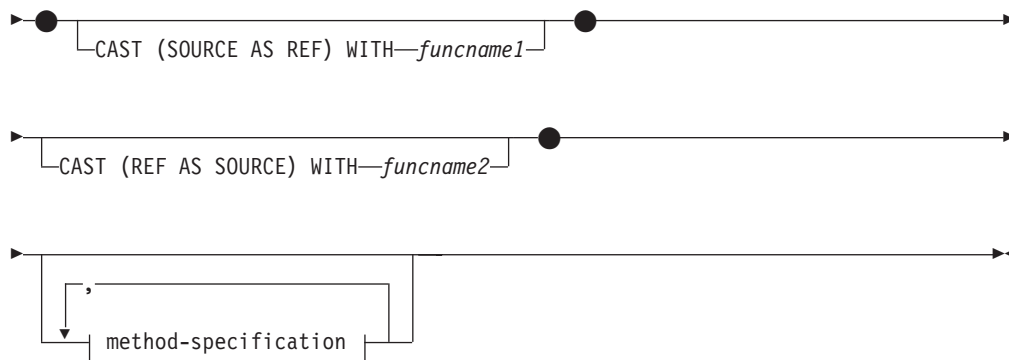 CAST (SOURCE AS REF) WITH funcname1
CAST (REF AS SOURCE) WITH funcname2
,
method-specification